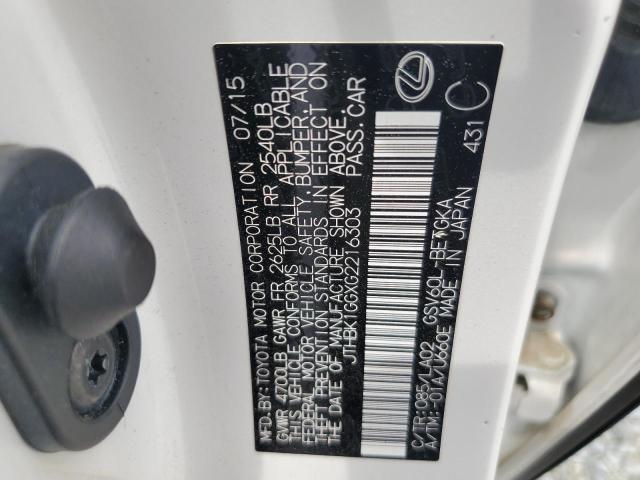 MFD.BY:TOYOTA MOTOR CORPORATION 07/15
GVWR 4700LB GAWR FR 2625LB RR 2540LB
THIS VEHICLE CONFORMS TO ALL APPLICABLE
FEDERAL MOTOR VEHICLE SAFETY, BUMPER, AND
THEFT PREVENTION STANDARDS IN EFFECT ON
THE DATE OF MANUFACTURE SHOWN ABOVE.
JTHBK1GGXG2216303 PASS.CAR
C/TR:085/LA02 GSV60L-BETGKA
A/TM:-01A/U660E MADE IN JAPAN
431 C